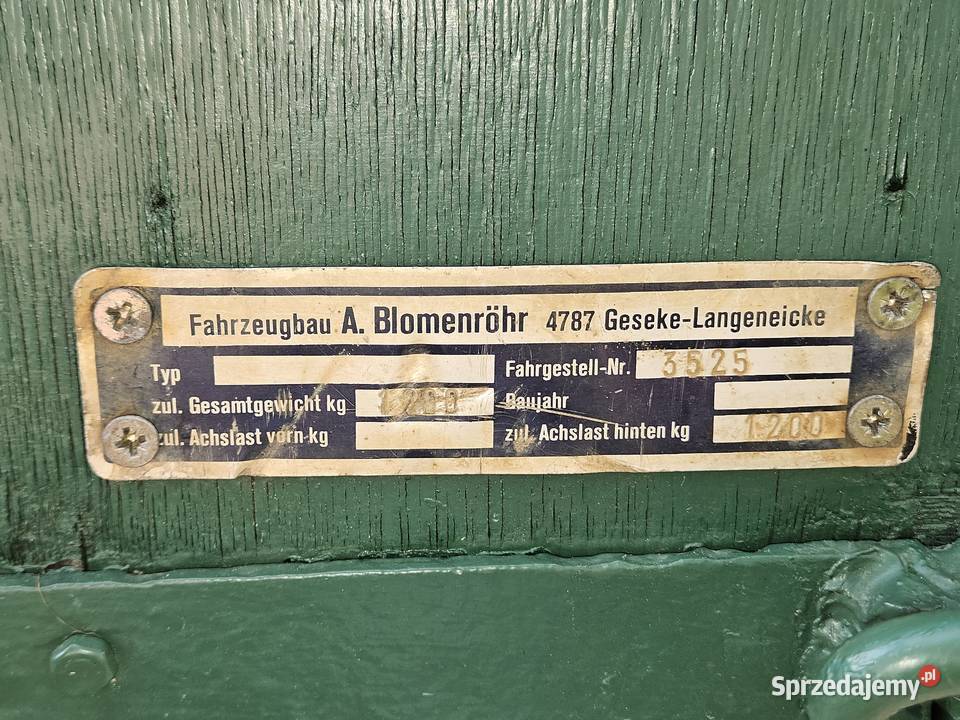 Fahrzeugbau A. Blomenröhr 4787 Geseke-Langeneicke
Typ Fahrgestell-Nr. 3525
zul. Gesamtgewicht kg 1200 Baujahr
zul. Achslast vorn kg zul. Achslast hinten kg 1200
Sprzedajemy.pl